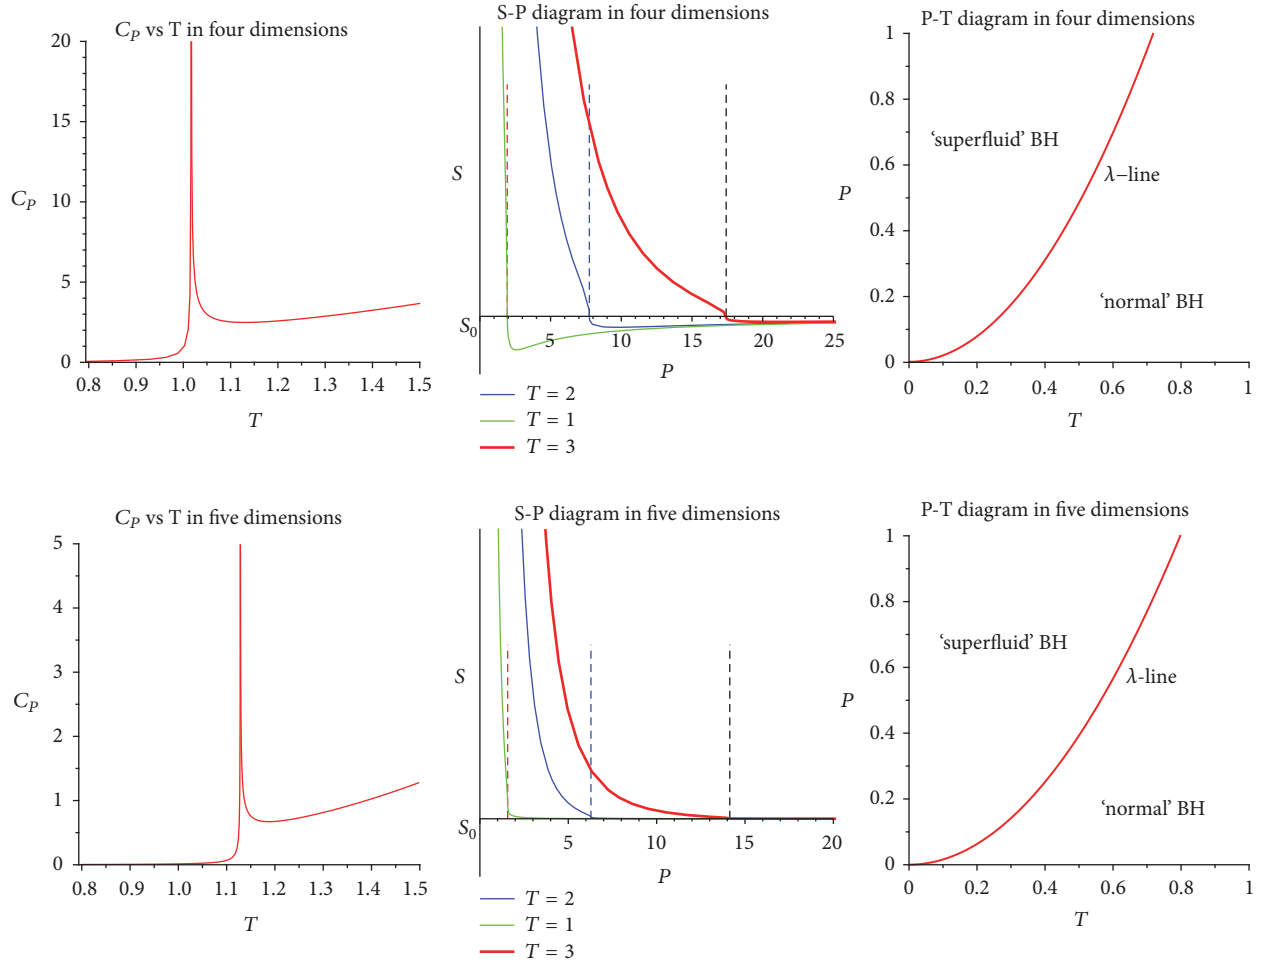 C_P vs T in four dimensions
20
15
10
5
0
C_P
0.8 0.9 1.0 1.1 1.2 1.3 1.4 1.5
T
S-P diagram in four dimensions
S
S_0
5 10 15 20 25
P
T = 2
T = 1
T = 3
P-T diagram in four dimensions
1
0.8
0.6
0.4
0.2
0
P
‘superfluid’ BH
λ−line
‘normal’ BH
0 0.2 0.4 0.6 0.8 1
T
C_P vs T in five dimensions
5
4
3
2
1
0
C_P
0.8 0.9 1.0 1.1 1.2 1.3 1.4 1.5
T
S-P diagram in five dimensions
S
S_0
5 10 15 20
P
T = 2
T = 1
T = 3
P-T diagram in five dimensions
1
0.8
0.6
0.4
0.2
0
P
‘superfluid’ BH
λ-line
‘normal’ BH
0 0.2 0.4 0.6 0.8 1
T